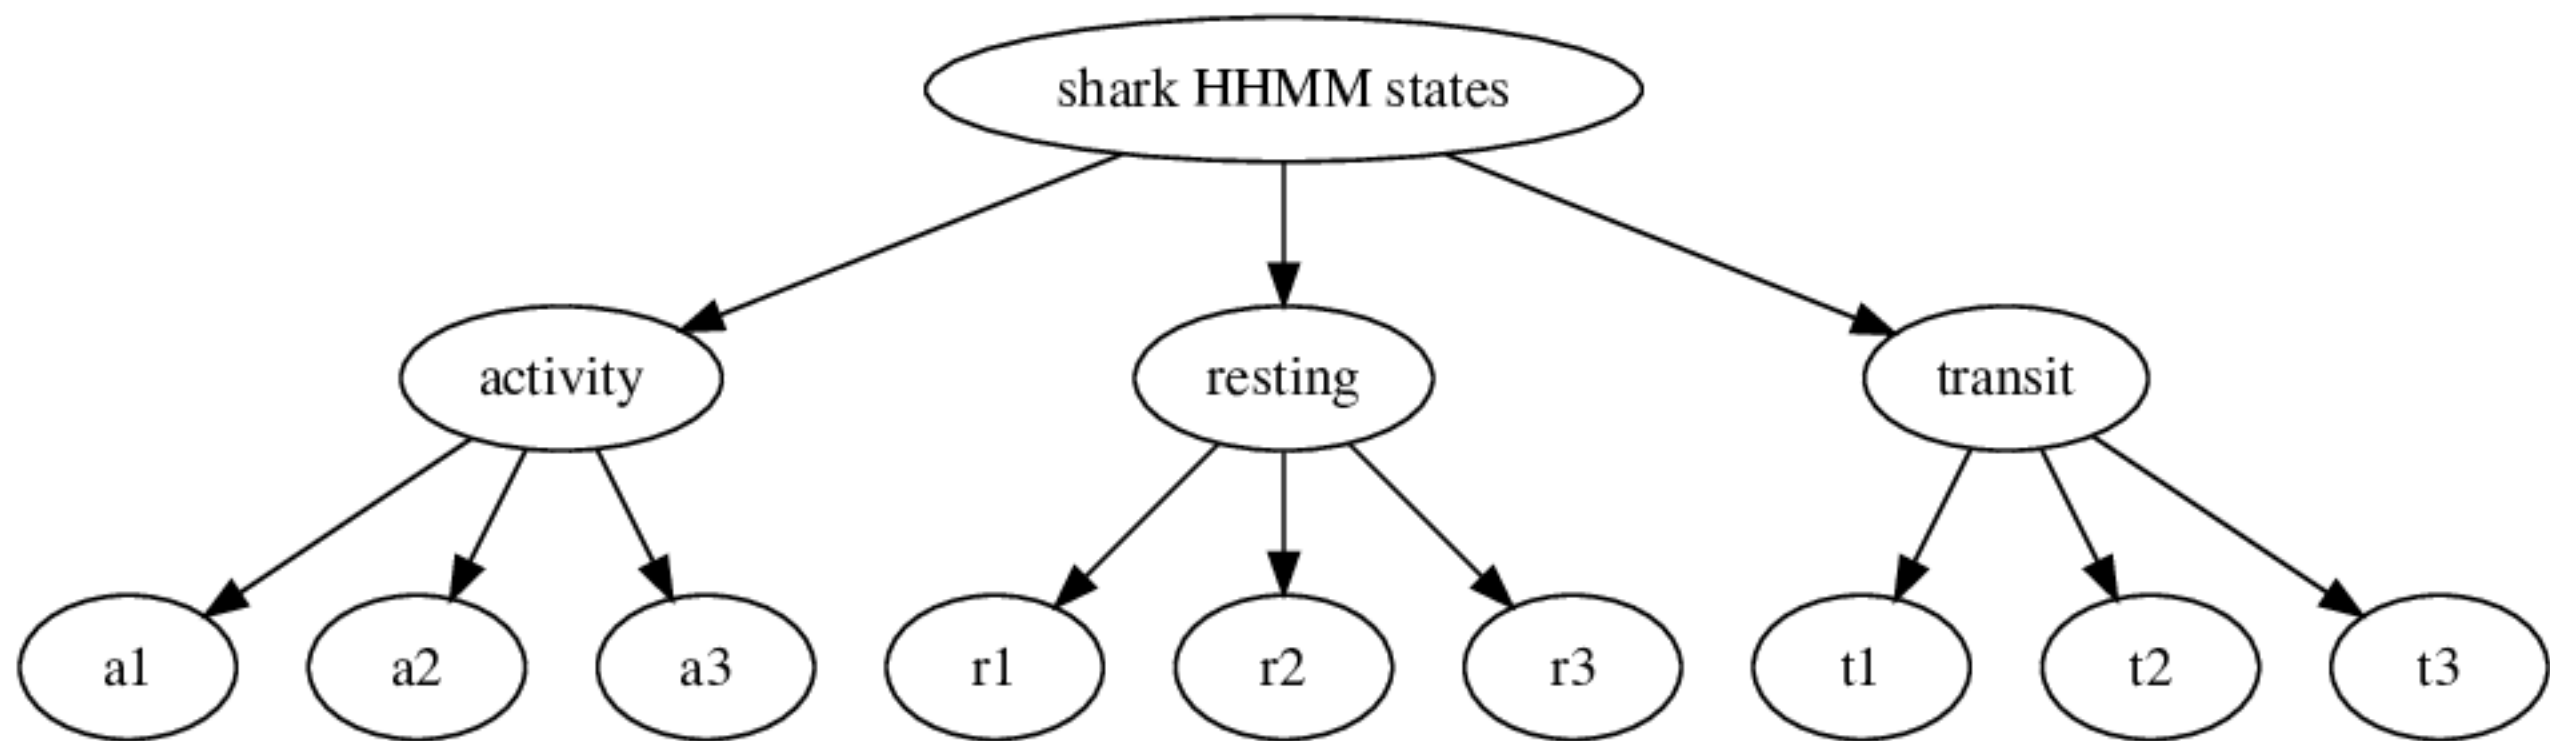 shark HHMM states
activity
resting
transit
a1
a2
a3
r1
r2
r3
t1
t2
t3